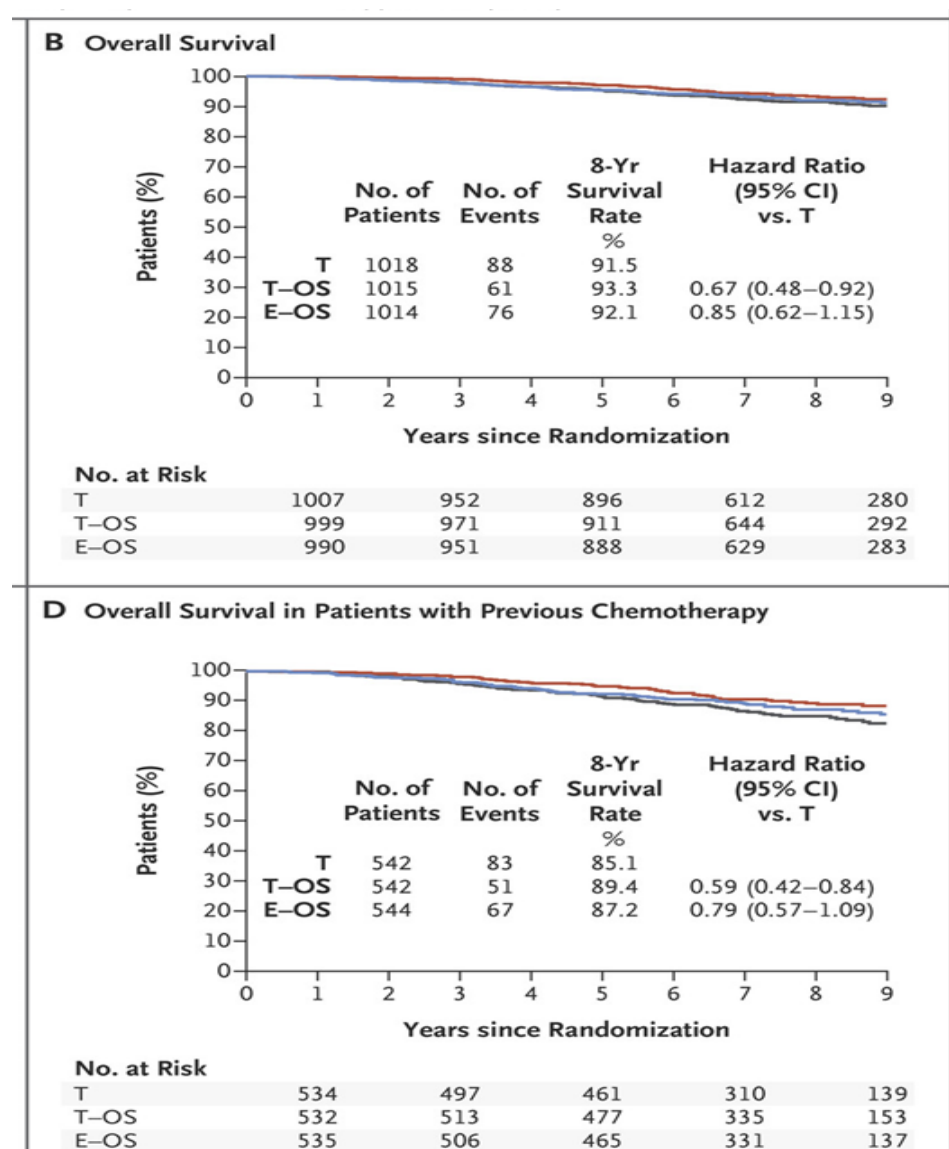 B Overall Survival
100
90
80
70
60
50
40
30
20
10
0
Patients (%)
8-Yr Hazard Ratio
No. of No. of Survival (95% CI)
Patients Events Rate vs. T
%
T 1018 88 91.5
T–OS 1015 61 93.3 0.67 (0.48–0.92)
E–OS 1014 76 92.1 0.85 (0.62–1.15)
0 1 2 3 4 5 6 7 8 9
Years since Randomization
No. at Risk
T 1007 952 896 612 280
T–OS 999 971 911 644 292
E–OS 990 951 888 629 283
D Overall Survival in Patients with Previous Chemotherapy
100
90
80
70
60
50
40
30
20
10
0
Patients (%)
8-Yr Hazard Ratio
No. of No. of Survival (95% CI)
Patients Events Rate vs. T
%
T 542 83 85.1
T–OS 542 51 89.4 0.59 (0.42–0.84)
E–OS 544 67 87.2 0.79 (0.57–1.09)
0 1 2 3 4 5 6 7 8 9
Years since Randomization
No. at Risk
T 534 497 461 310 139
T–OS 532 513 477 335 153
E–OS 535 506 465 331 137